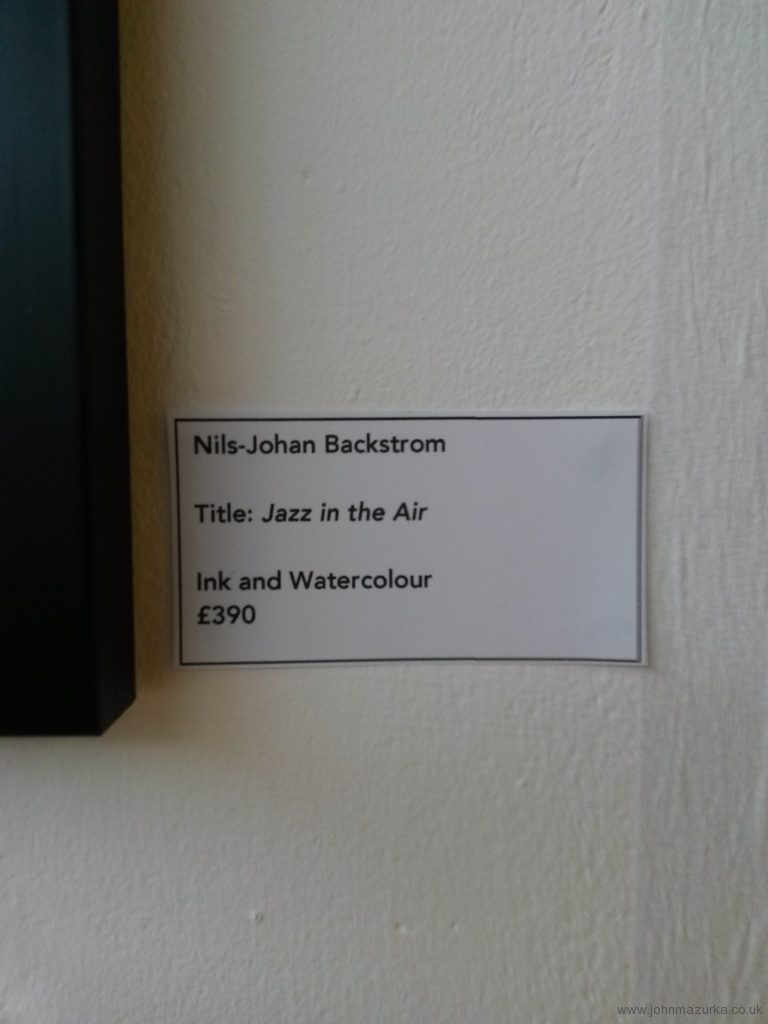 Nils-Johan Backstrom
Title: Jazz in the Air
Ink and Watercolour
£390
www.johnmazurka.co.uk